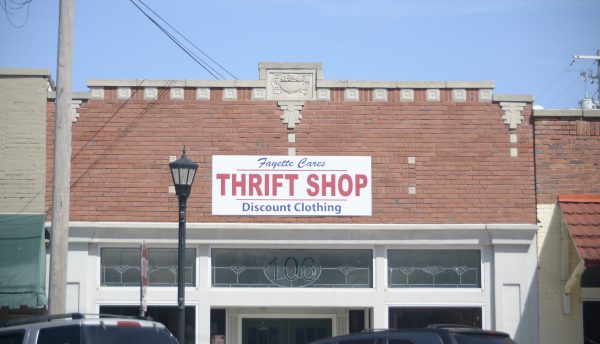 Fayette Cares
THRIFT SHOP
Discount Clothing
106